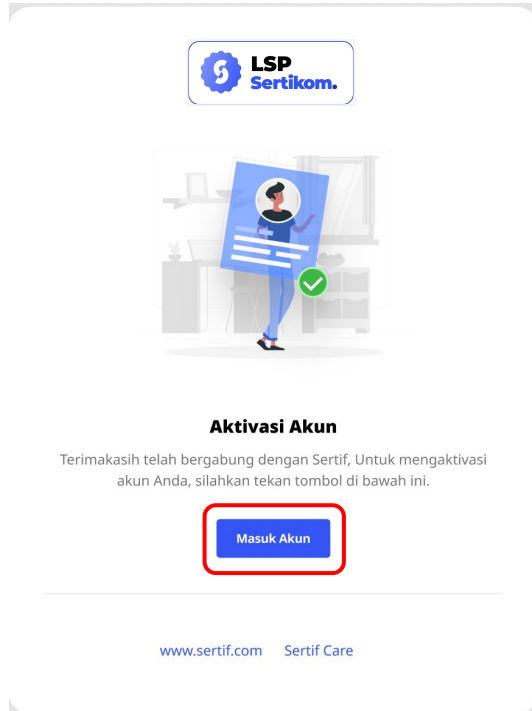 LSP
Sertikom.
Aktivasi Akun
Terimakasih telah bergabung dengan Sertif, Untuk mengaktivasi
akun Anda, silahkan tekan tombol di bawah ini.
Masuk Akun
www.sertif.com Sertif Care